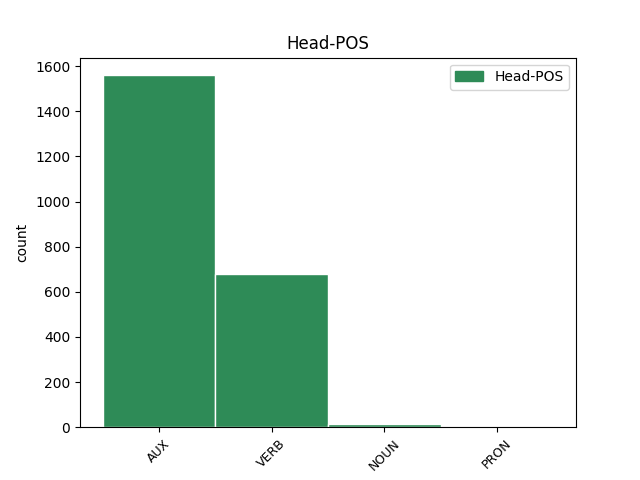 Head-POS
Head-POS
1600
1400
1200
1000
800
600
400
200
0
count
AUX
VERB
NOUN
PRON